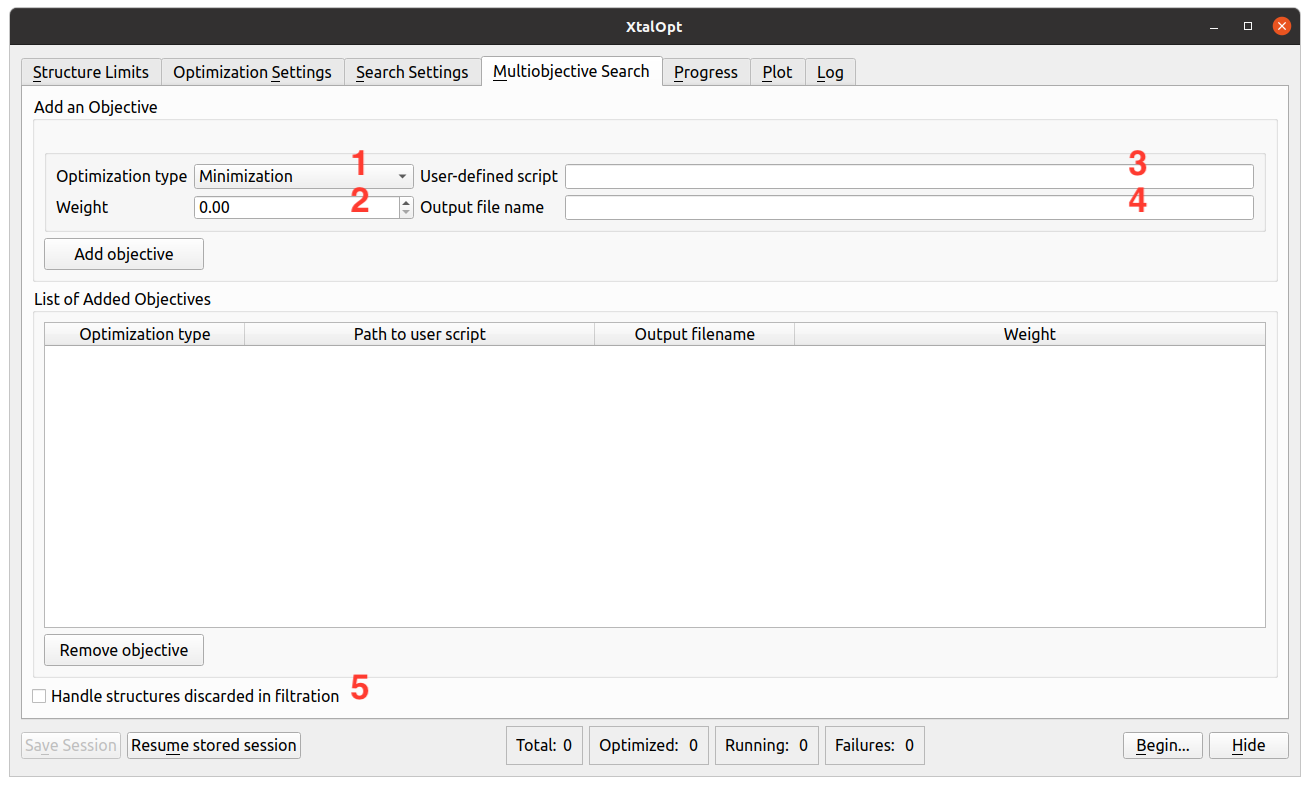 XtalOpt
Structure Limits Optimization Settings Search Settings Multiobjective Search Progress Plot Log
Add an Objective
Optimization type Minimization 1 User-defined script 3
Weight 0.00 2 Output file name 4
Add objective
List of Added Objectives
Optimization type Path to user script Output filename Weight
Remove objective
Handle structures discarded in filtration 5
Save Session Resume stored session Total: 0 Optimized: 0 Running: 0 Failures: 0 Begin... Hide